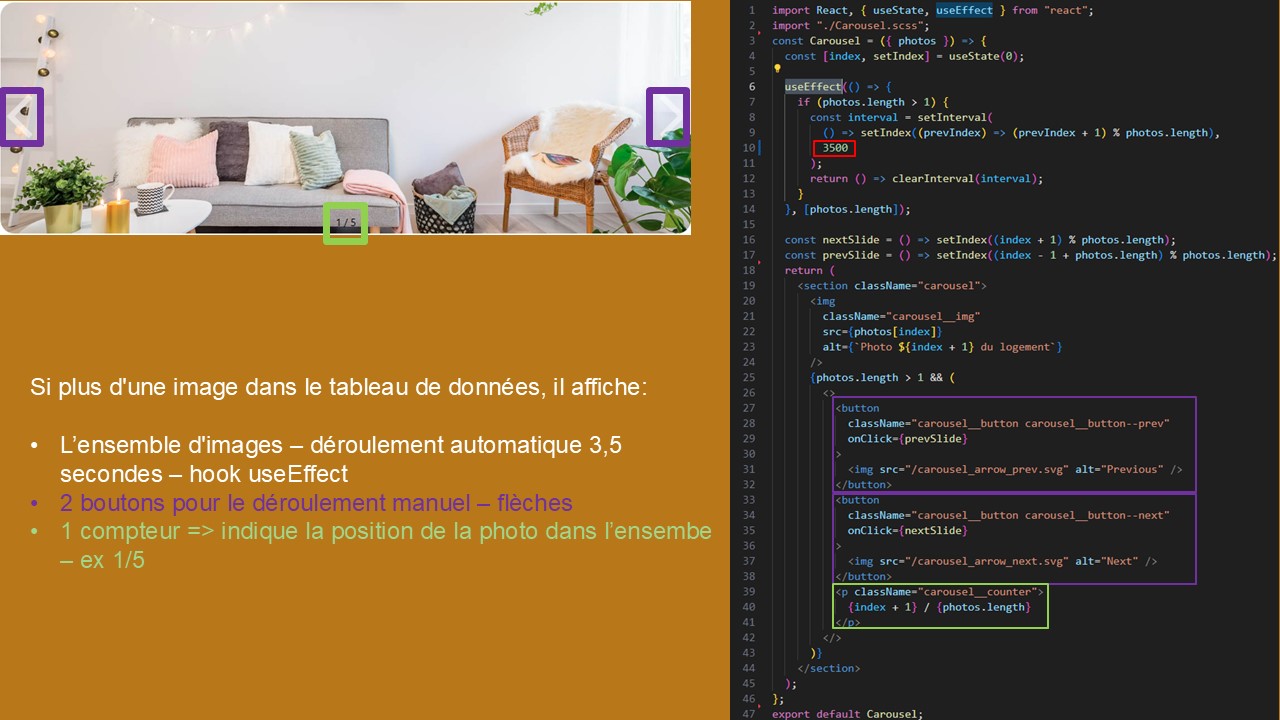 1 / 5
Si plus d'une image dans le tableau de données, il affiche:
• L’ensemble d'images – déroulement automatique 3,5
secondes – hook useEffect
• 2 boutons pour le déroulement manuel – flèches
• 1 compteur => indique la position de la photo dans l’ensembe
– ex 1/5
1 import React, { useState, useEffect } from "react";
2 import "./Carousel.scss";
3 const Carousel = ({ photos }) => {
4 const [index, setIndex] = useState(0);
5
6 useEffect(() => {
7 if (photos.length > 1) {
8 const interval = setInterval(
9 () => setIndex((prevIndex) => (prevIndex + 1) % photos.length),
10 3500
11 );
12 return () => clearInterval(interval);
13 }
14 }, [photos.length]);
15
16 const nextSlide = () => setIndex((index + 1) % photos.length);
17 const prevSlide = () => setIndex((index - 1 + photos.length) % photos.length);
18 return (
19 <section className="carousel">
20 <img
21 className="carousel__img"
22 src={photos[index]}
23 alt={`Photo ${index + 1} du logement`}
24 />
25 {photos.length > 1 && (
26 <>
27 <button
28 className="carousel__button carousel__button--prev"
29 onClick={prevSlide}
30 >
31 <img src="/carousel_arrow_prev.svg" alt="Previous" />
32 </button>
33 <button
34 className="carousel__button carousel__button--next"
35 onClick={nextSlide}
36 >
37 <img src="/carousel_arrow_next.svg" alt="Next" />
38 </button>
39 <p className="carousel__counter">
40 {index + 1} / {photos.length}
41 </p>
42 </>
43 )}
44 </section>
45 );
46 };
47 export default Carousel;